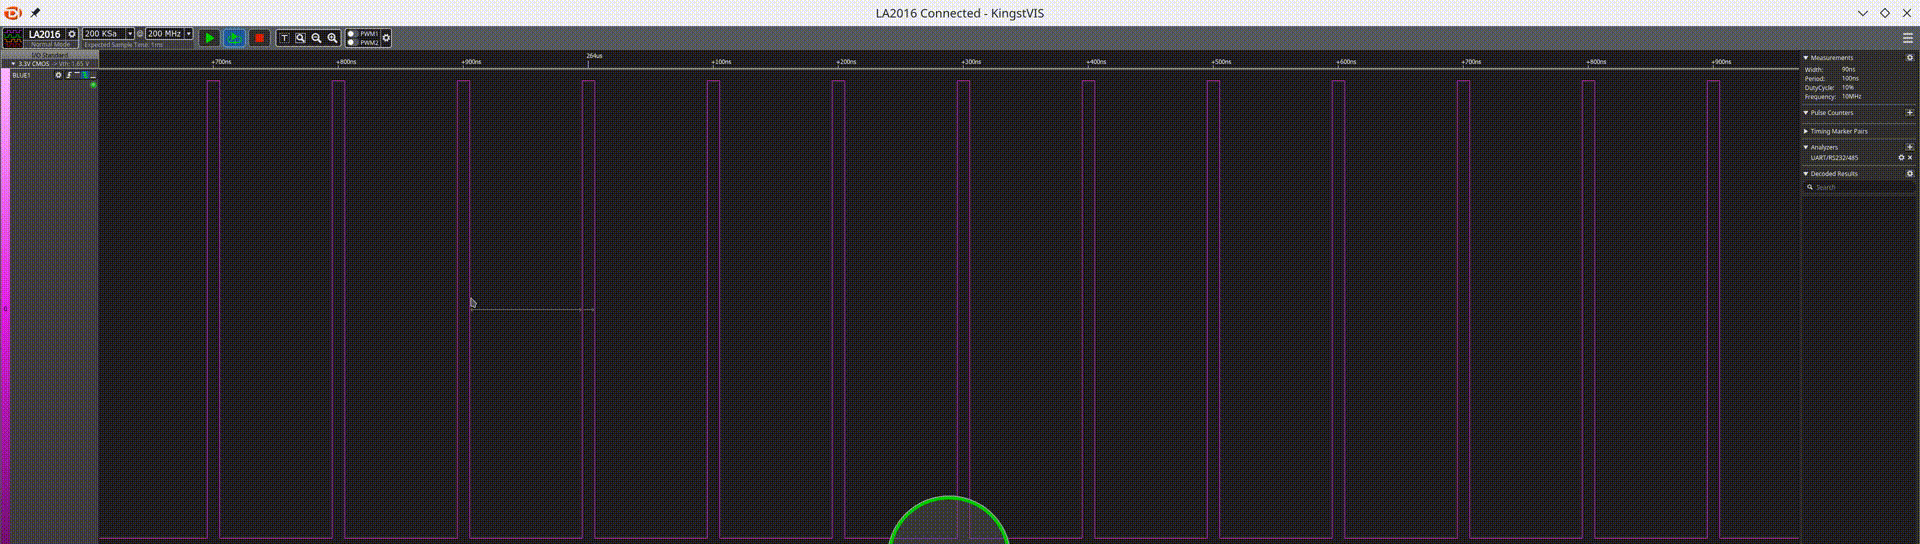 LA2016 Connected - KingstVIS
LA2016
Normal Mode
200 KSa @ 200 MHz
Expected Sample Time: 1ms
T
PWM1
PWM2
3.3V CMOS -> Vth: 1.65 V
264us
+700ns +800ns +900ns +100ns +200ns +300ns +400ns +500ns +600ns +700ns +800ns +900ns
BLUE1
0
Measurements
Width: 90ns
Period: 100ns
DutyCycle: 10%
Frequency: 10MHz
Pulse Counters
Timing Marker Pairs
Analyzers
UART/RS232/485
Decoded Results
Search